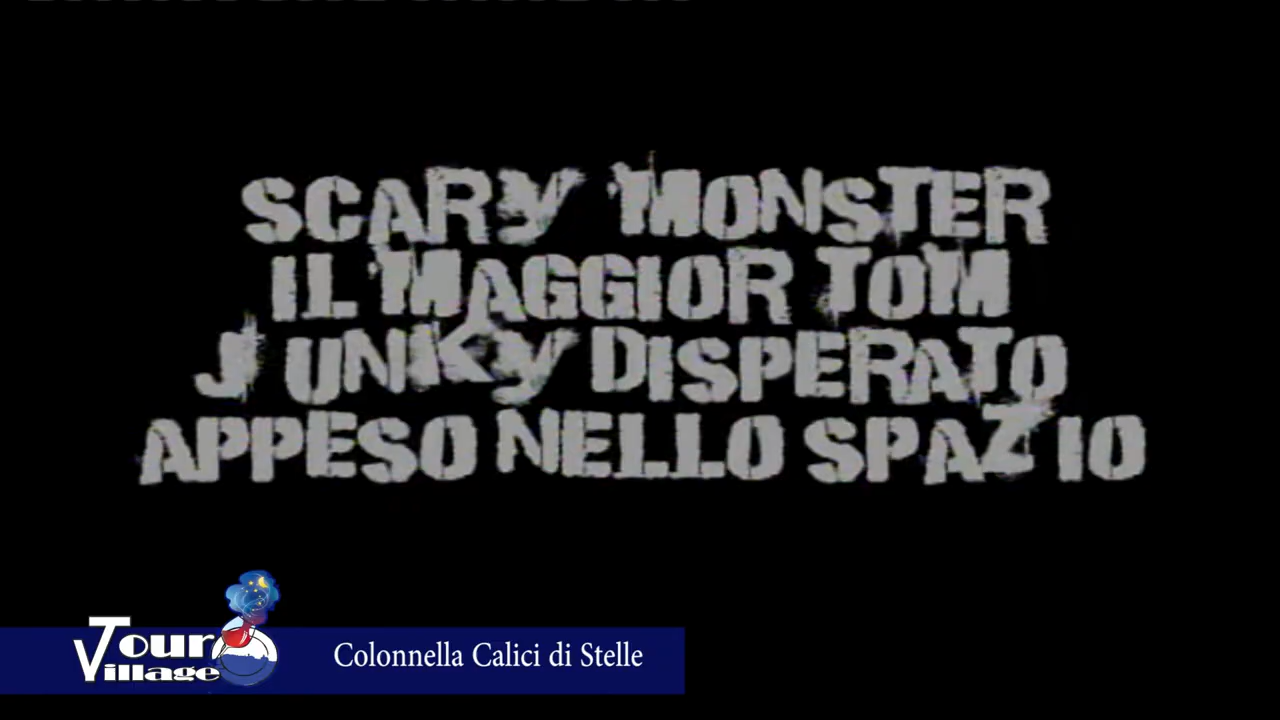 SCARY MONSTER
IL MAGGIOR TOM
JUNKY DISPERATO
APPESO NELLO SPAZIO
Tour
Village
Colonnella Calici di Stelle